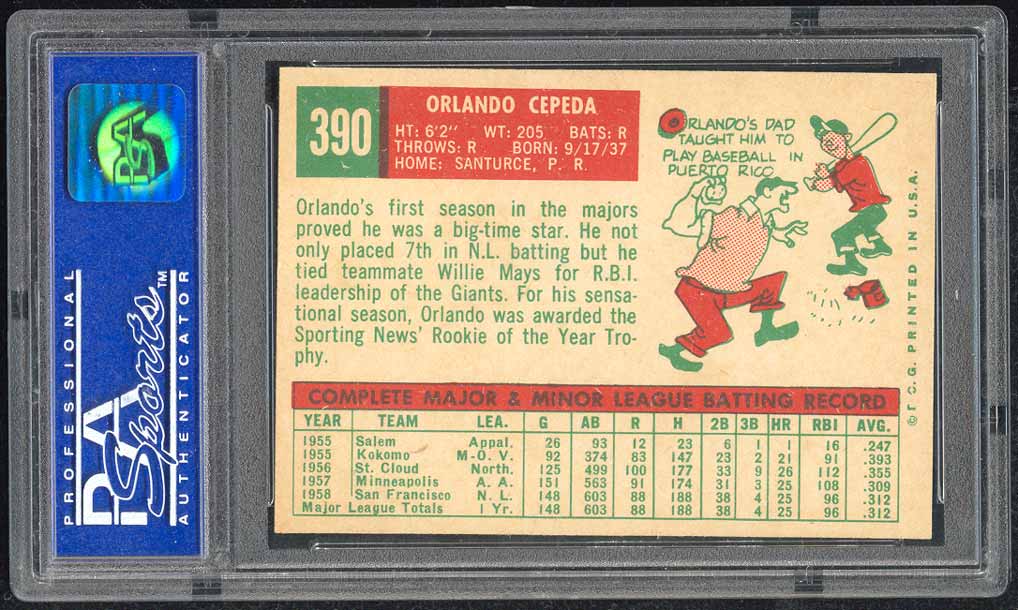 PSA
PROFESSIONAL
PSA Sports™
AUTHENTICATOR
390
ORLANDO CEPEDA
HT: 6'2" WT: 205 BATS: R
THROWS: R BORN: 9/17/37
HOME: SANTURCE, P. R.
ORLANDO'S DAD
TAUGHT HIM TO
PLAY BASEBALL IN
PUERTO RICO
Orlando's first season in the majors
proved he was a big-time star. He not
only placed 7th in N.L. batting but he
tied teammate Willie Mays for R.B.I.
leadership of the Giants. For his sensa-
tional season, Orlando was awarded the
Sporting News' Rookie of the Year Tro-
phy.
©T.C.G. PRINTED IN U.S.A.
COMPLETE MAJOR & MINOR LEAGUE BATTING RECORD
YEAR TEAM LEA. G AB R H 2B 3B HR RBI AVG.
1955 Salem Appal. 26 93 12 23 6 1 1 16 .247
1955 Kokomo M-O.V. 92 374 83 147 23 2 21 91 .393
1956 St. Cloud North. 125 499 100 177 33 9 26 112 .355
1957 Minneapolis A. A. 151 563 91 174 31 3 25 108 .309
1958 San Francisco N. L. 148 603 88 188 38 4 25 96 .312
Major League Totals 1 Yr. 148 603 88 188 38 4 25 96 .312